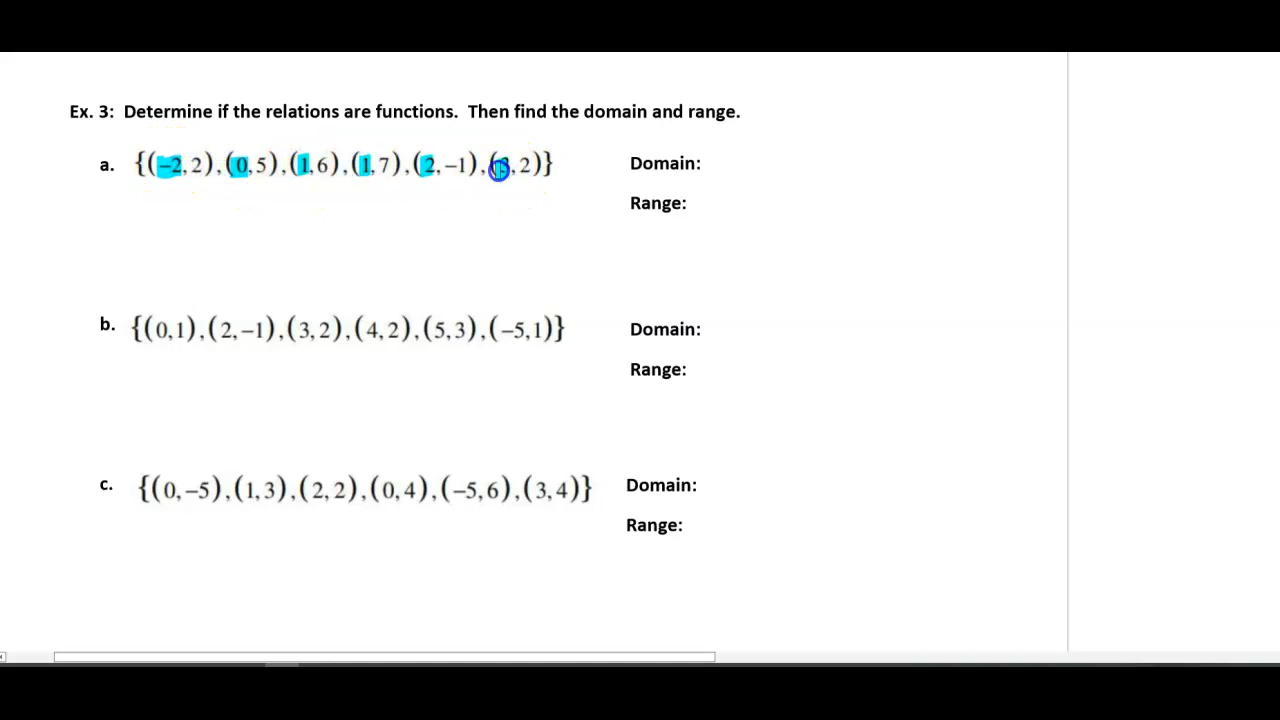 Ex. 3: Determine if the relations are functions. Then find the domain and range.
a. {(−2,2),(0,5),(1,6),(1,7),(2,−1),(3,2)} Domain:
Range:
b. {(0,1),(2,−1),(3,2),(4,2),(5,3),(−5,1)} Domain:
Range:
c. {(0,−5),(1,3),(2,2),(0,4),(−5,6),(3,4)} Domain:
Range: